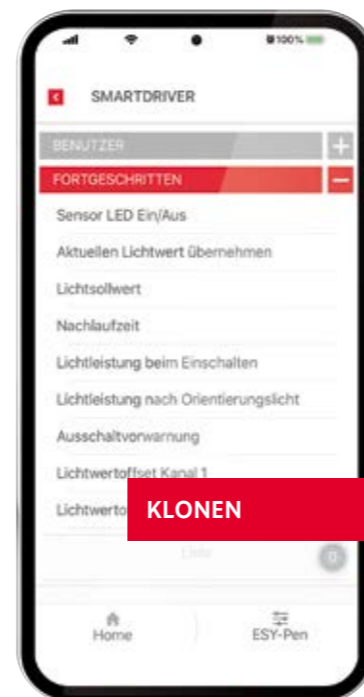 100%
SMARTDRIVER
BENUTZER
FORTGESCHRITTEN
Sensor LED Ein/Aus
Aktuellen Lichtwert übernehmen
Lichtsollwert
Nachlaufzeit
Lichtleistung beim Einschalten
Lichtleistung nach Orientierungslicht
Ausschaltvorwarnung
Lichtwertoffset Kanal 1
KLONEN
Home
ESY-Pen